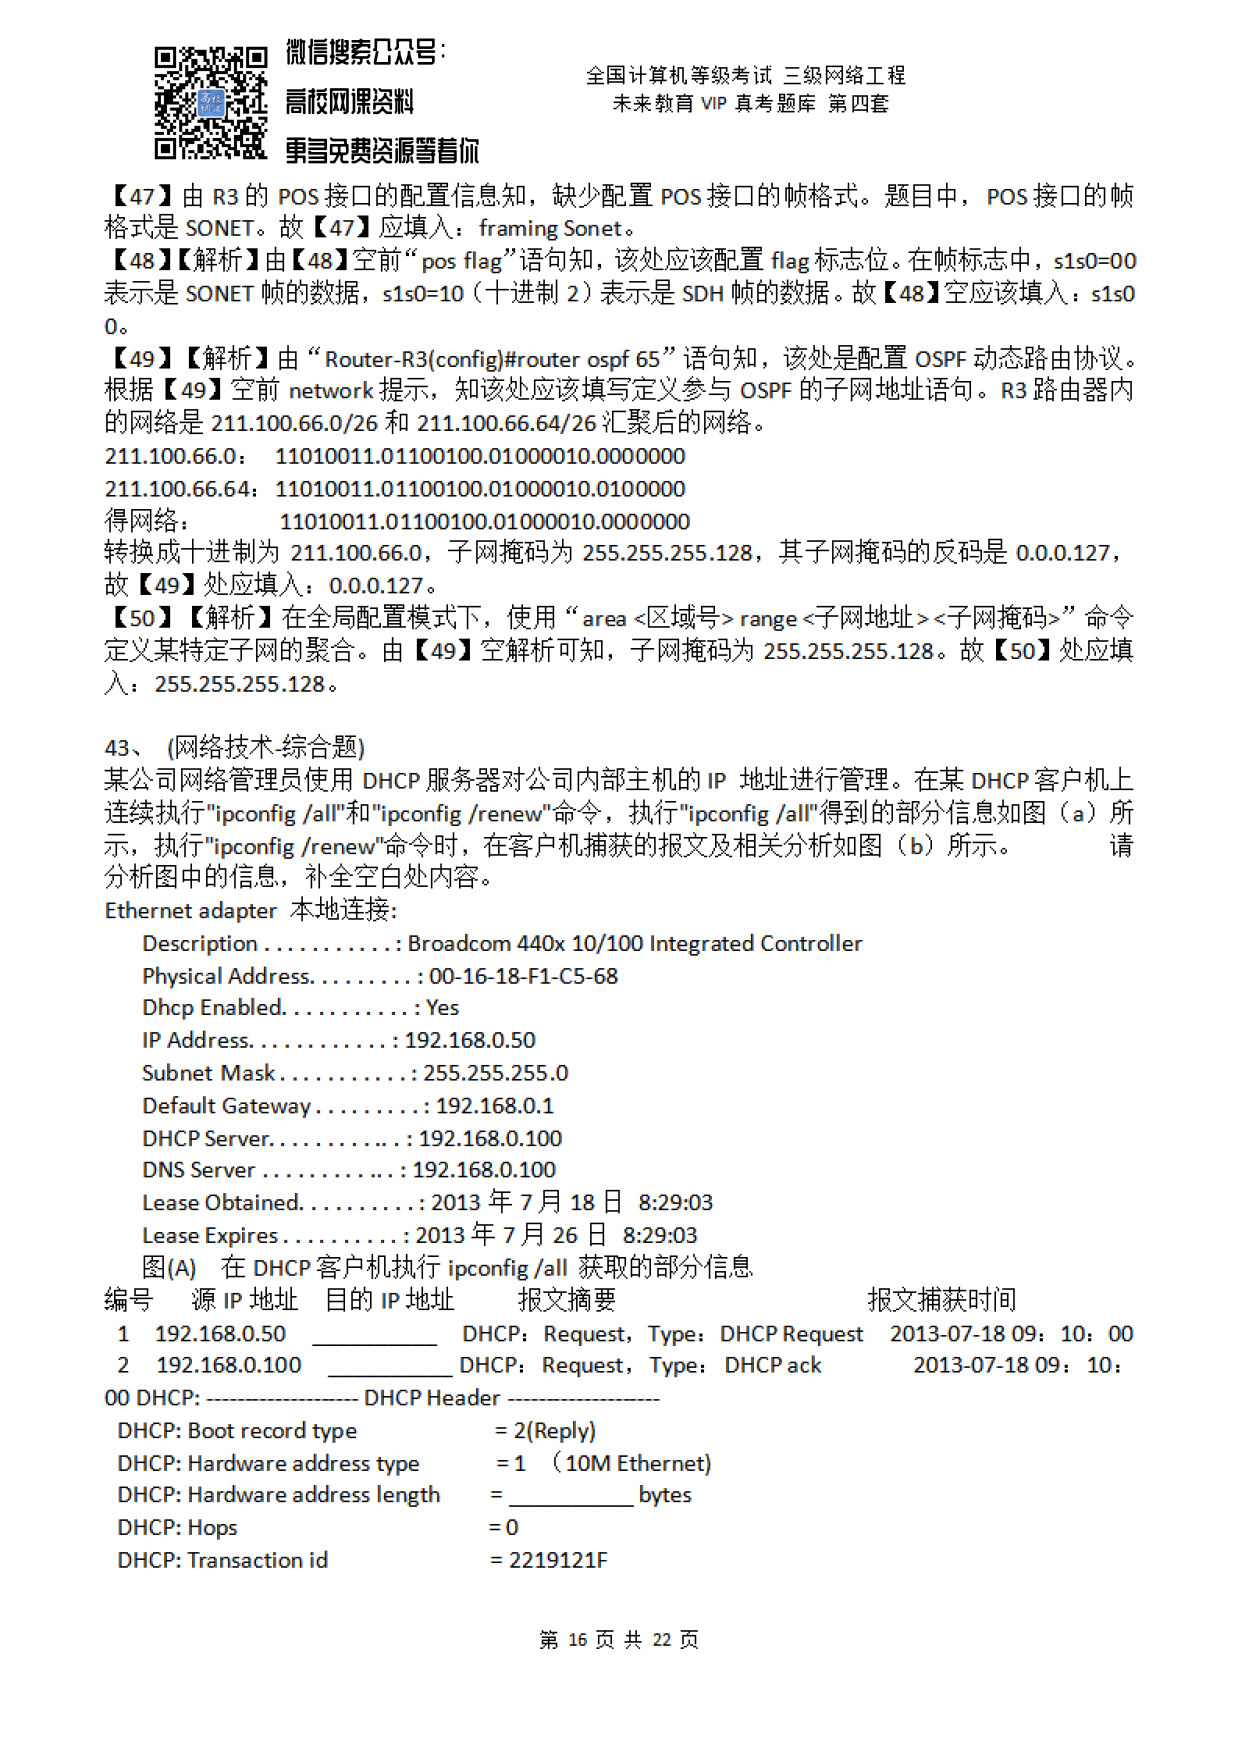 微信搜索公众号：
高校网课资料
更多免费资源等着你
全国计算机等级考试 三级网络工程
未来教育 VIP 真考题库 第四套
【47】由 R3 的 POS 接口的配置信息知，缺少配置 POS 接口的帧格式。题目中，POS 接口的帧
格式是 SONET。故【47】应填入：framing Sonet。
【48】【解析】由【48】空前“pos flag”语句知，该处应该配置 flag 标志位。在帧标志中，s1s0=00
表示是 SONET 帧的数据，s1s0=10（十进制 2）表示是 SDH 帧的数据。故【48】空应该填入：s1s0
0。
【49】【解析】由“Router-R3(config)#router ospf 65”语句知，该处是配置 OSPF 动态路由协议。
根据【49】空前 network 提示，知该处应该填写定义参与 OSPF 的子网地址语句。R3 路由器内
的网络是 211.100.66.0/26 和 211.100.66.64/26 汇聚后的网络。
211.100.66.0： 11010011.01100100.01000010.0000000
211.100.66.64：11010011.01100100.01000010.0100000
得网络： 11010011.01100100.01000010.0000000
转换成十进制为 211.100.66.0，子网掩码为 255.255.255.128，其子网掩码的反码是 0.0.0.127，
故【49】处应填入：0.0.0.127。
【50】【解析】在全局配置模式下，使用“area <区域号> range <子网地址> <子网掩码>”命令
定义某特定子网的聚合。由【49】空解析可知，子网掩码为 255.255.255.128。故【50】处应填
入：255.255.255.128。
43、 (网络技术-综合题)
某公司网络管理员使用 DHCP 服务器对公司内部主机的 IP 地址进行管理。在某 DHCP 客户机上
连续执行"ipconfig /all"和"ipconfig /renew"命令，执行"ipconfig /all"得到的部分信息如图（a）所
示，执行"ipconfig /renew"命令时，在客户机捕获的报文及相关分析如图（b）所示。 请
分析图中的信息，补全空白处内容。
Ethernet adapter 本地连接:
Description . . . . . . . . . . . : Broadcom 440x 10/100 Integrated Controller
Physical Address. . . . . . . . . : 00-16-18-F1-C5-68
Dhcp Enabled. . . . . . . . . . . : Yes
IP Address. . . . . . . . . . . . : 192.168.0.50
Subnet Mask . . . . . . . . . . . : 255.255.255.0
Default Gateway . . . . . . . . . : 192.168.0.1
DHCP Server. . . . . . . . . .. . : 192.168.0.100
DNS Server . . . . . . . . . .. . : 192.168.0.100
Lease Obtained. . . . . . . . . . : 2013 年 7 月 18 日 8:29:03
Lease Expires . . . . . . . . . . : 2013 年 7 月 26 日 8:29:03
图(A) 在 DHCP 客户机执行 ipconfig /all 获取的部分信息
编号 源 IP 地址 目的 IP 地址 报文摘要 报文捕获时间
1 192.168.0.50 __________ DHCP：Request，Type：DHCP Request 2013-07-18 09：10：00
2 192.168.0.100 __________ DHCP：Request，Type：DHCP ack 2013-07-18 09：10：
00 DHCP: -------------------- DHCP Header --------------------
DHCP: Boot record type = 2(Reply)
DHCP: Hardware address type = 1 （10M Ethernet)
DHCP: Hardware address length = __________ bytes
DHCP: Hops = 0
DHCP: Transaction id = 2219121F
第 16 页 共 22 页